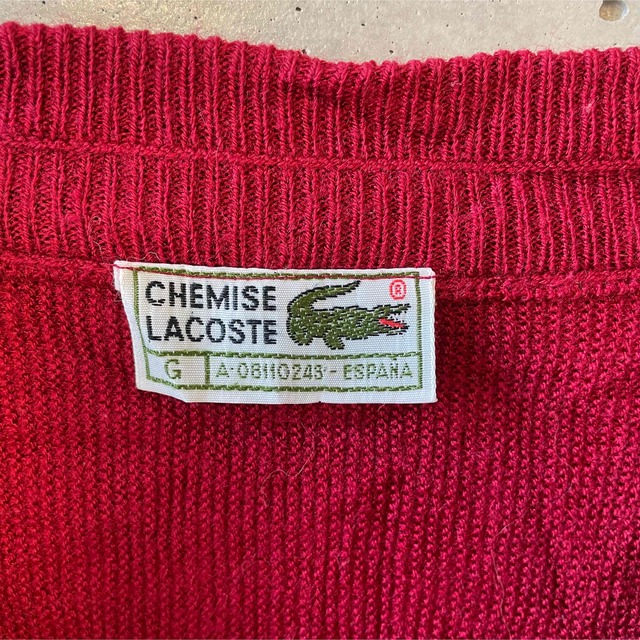 CHEMISE
LACOSTE
®
G A-08110243-ESPAÑA